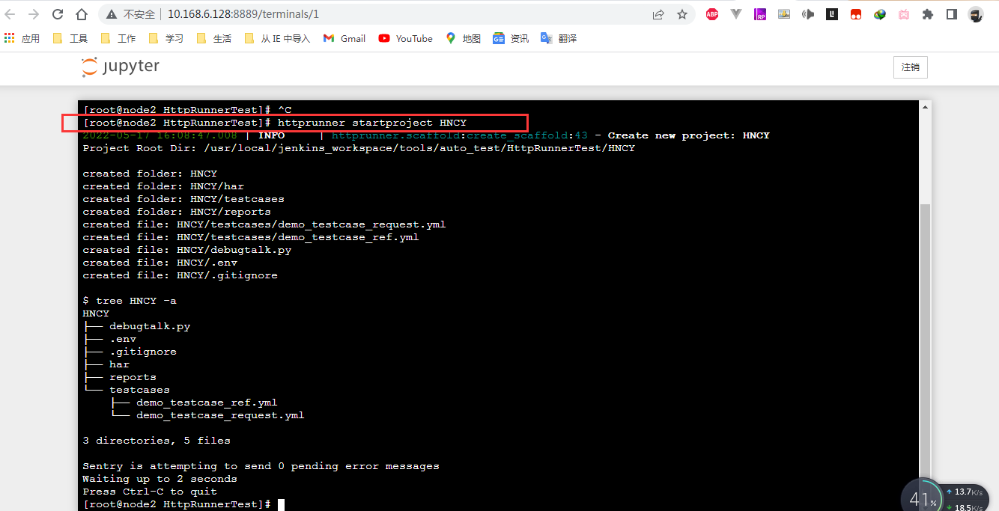 不安全 10.168.6.128:8889/terminals/1
应用 工具 工作 学习 生活 从 IE 中导入 Gmail YouTube 地图 资讯 翻译
jupyter 注销
[root@node2 HttpRunnerTest]# ^C
[root@node2 HttpRunnerTest]# httprunner startproject HNCY
2022-05-17 16:08:47.008 | INFO     | httprunner.scaffold:create_scaffold:43 - Create new project: HNCY
Project Root Dir: /usr/local/jenkins_workspace/tools/auto_test/HttpRunnerTest/HNCY
created folder: HNCY
created folder: HNCY/har
created folder: HNCY/testcases
created folder: HNCY/reports
created file: HNCY/testcases/demo_testcase_request.yml
created file: HNCY/testcases/demo_testcase_ref.yml
created file: HNCY/debugtalk.py
created file: HNCY/.env
created file: HNCY/.gitignore
$ tree HNCY -a
HNCY
├── debugtalk.py
├── .env
├── .gitignore
├── har
├── reports
└── testcases
    ├── demo_testcase_ref.yml
    └── demo_testcase_request.yml
3 directories, 5 files
Sentry is attempting to send 0 pending error messages
Waiting up to 2 seconds
Press Ctrl-C to quit
[root@node2 HttpRunnerTest]#
41%
13.7K/s
18.5K/s
ABP
RP